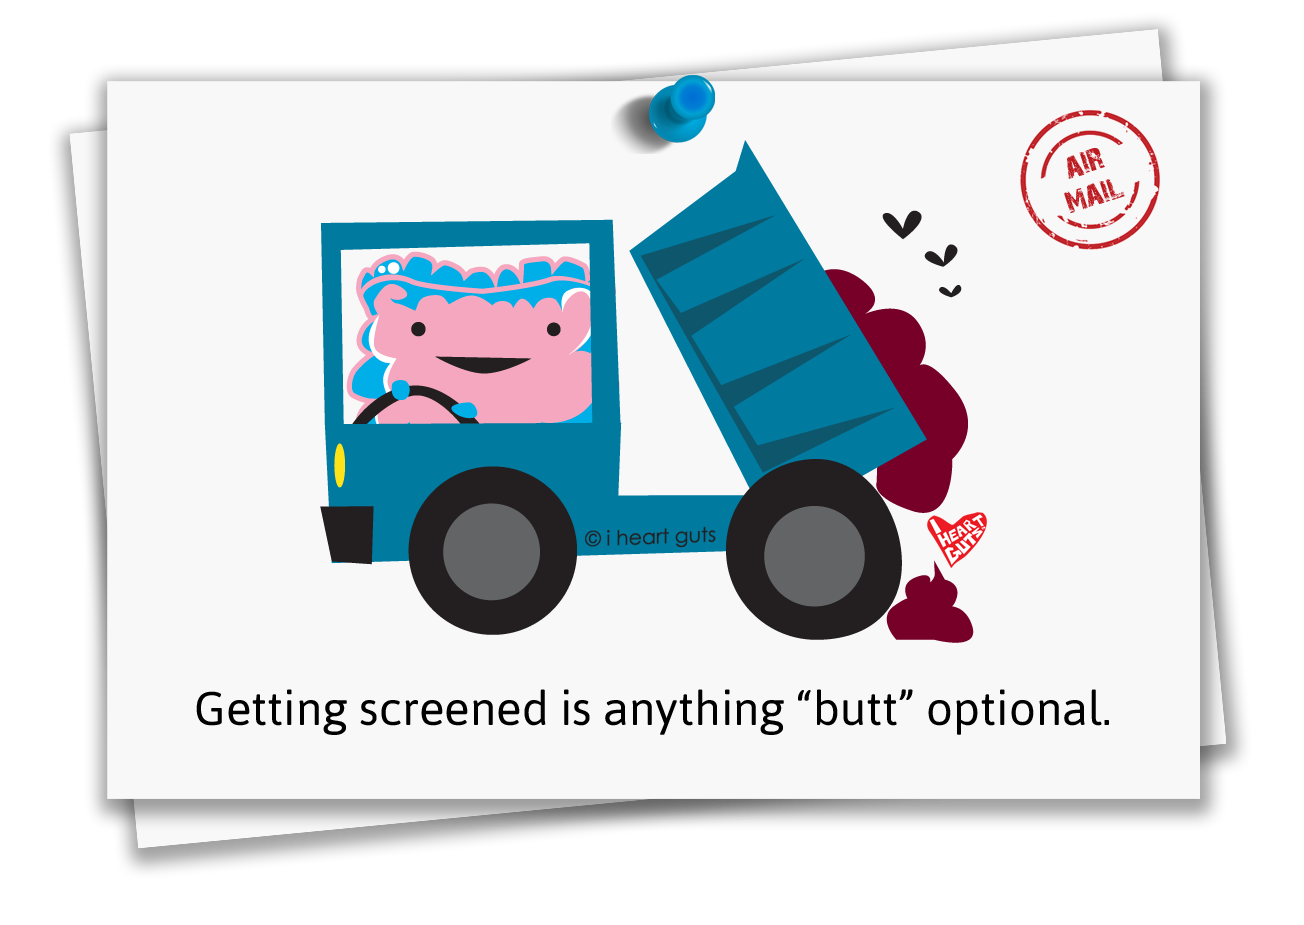 AIR
MAIL
© i heart guts
I
HEART
GUTS!
Getting screened is anything “butt” optional.